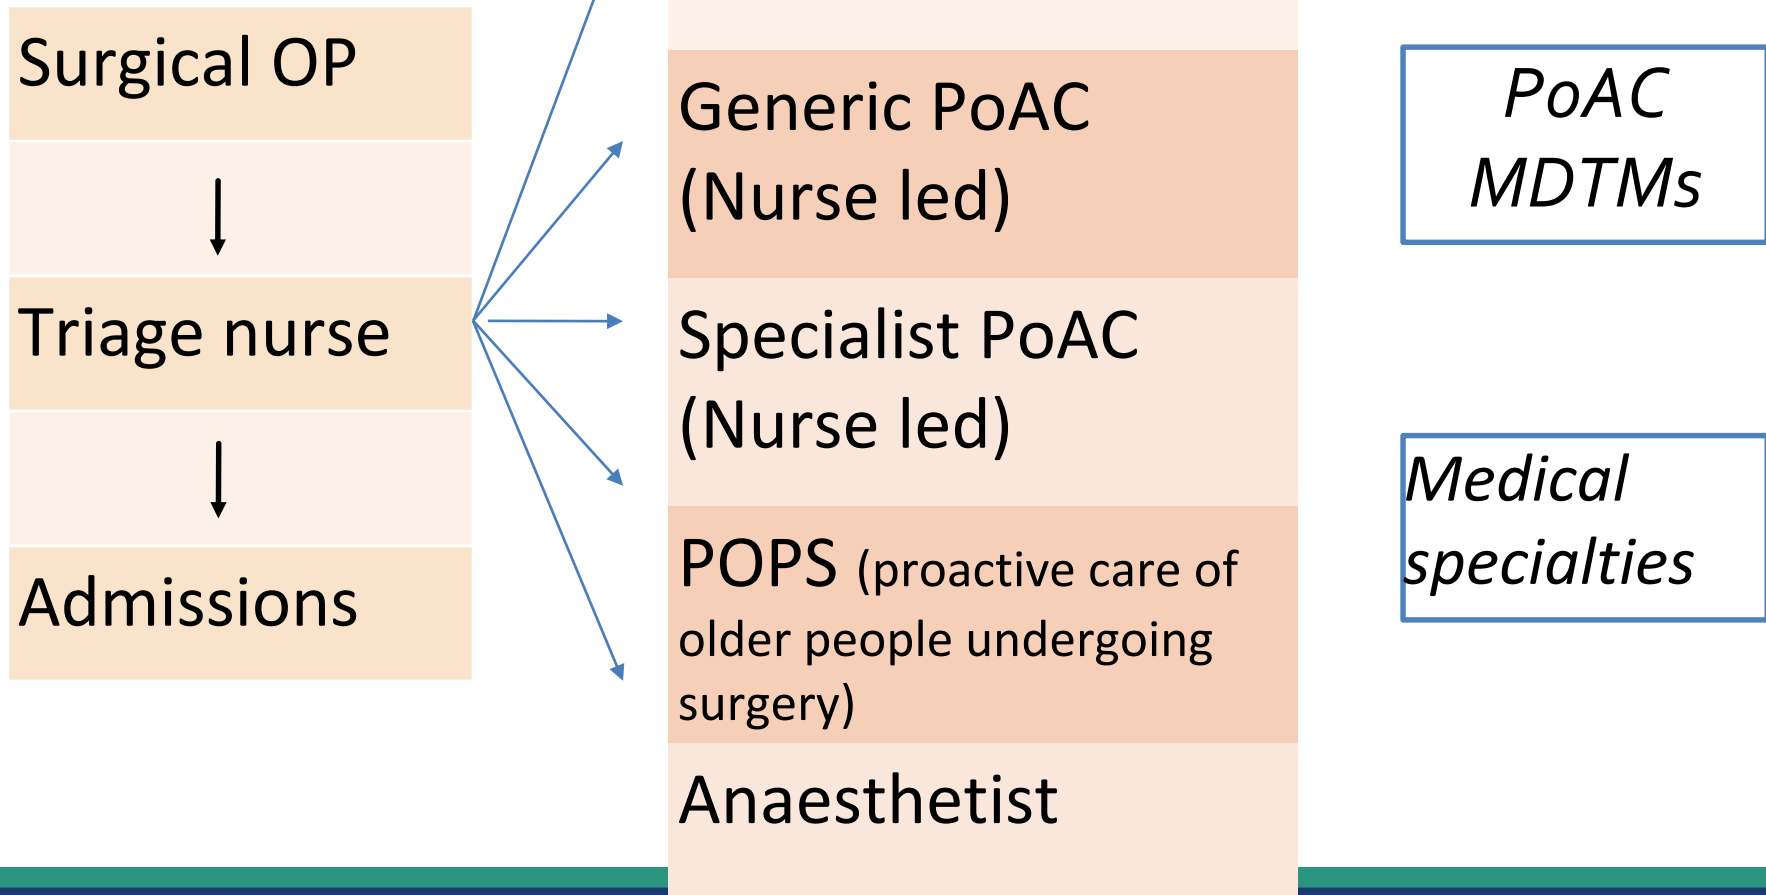 Surgical OP
Triage nurse
Admissions
Generic PoAC
(Nurse led)
Specialist PoAC
(Nurse led)
POPS (proactive care of
older people undergoing
surgery)
Anaesthetist
PoAC
MDTMs
Medical
specialties